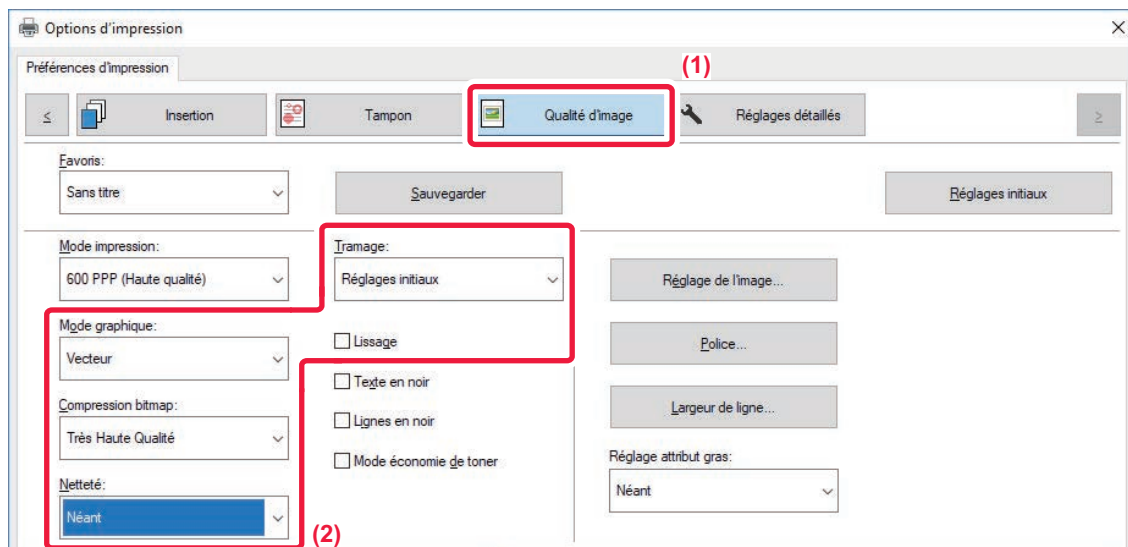 Options d'impression
Préférences d'impression
(1)
< Insertion Tampon Qualité d'image Réglages détaillés >
Favoris:
Sans titre Sauvegarder Réglages initiaux
Mode impression: Tramage:
600 PPP (Haute qualité) Réglages initiaux Réglage de l'image...
Mode graphique:
Vecteur Lissage Police...
Texte en noir
Compression bitmap:
Très Haute Qualité Lignes en noir Largeur de ligne...
Mode économie de toner Réglage attribut gras:
Netteté:
Néant Néant
(2)